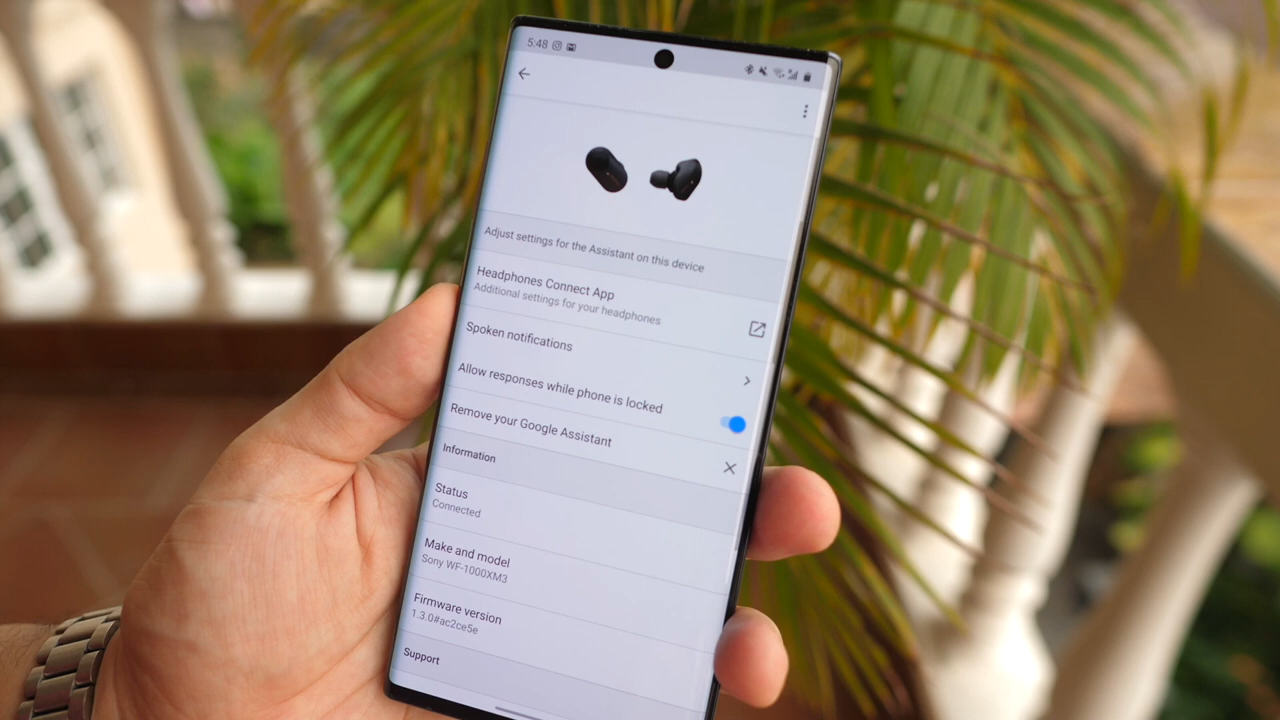 5:48
Adjust settings for the Assistant on this device
Headphones Connect App
Additional settings for your headphones
Spoken notifications
Allow responses while phone is locked
Remove your Google Assistant
Information
Status
Connected
Make and model
Sony WF-1000XM3
Firmware version
1.3.0#ac2ce5e
Support